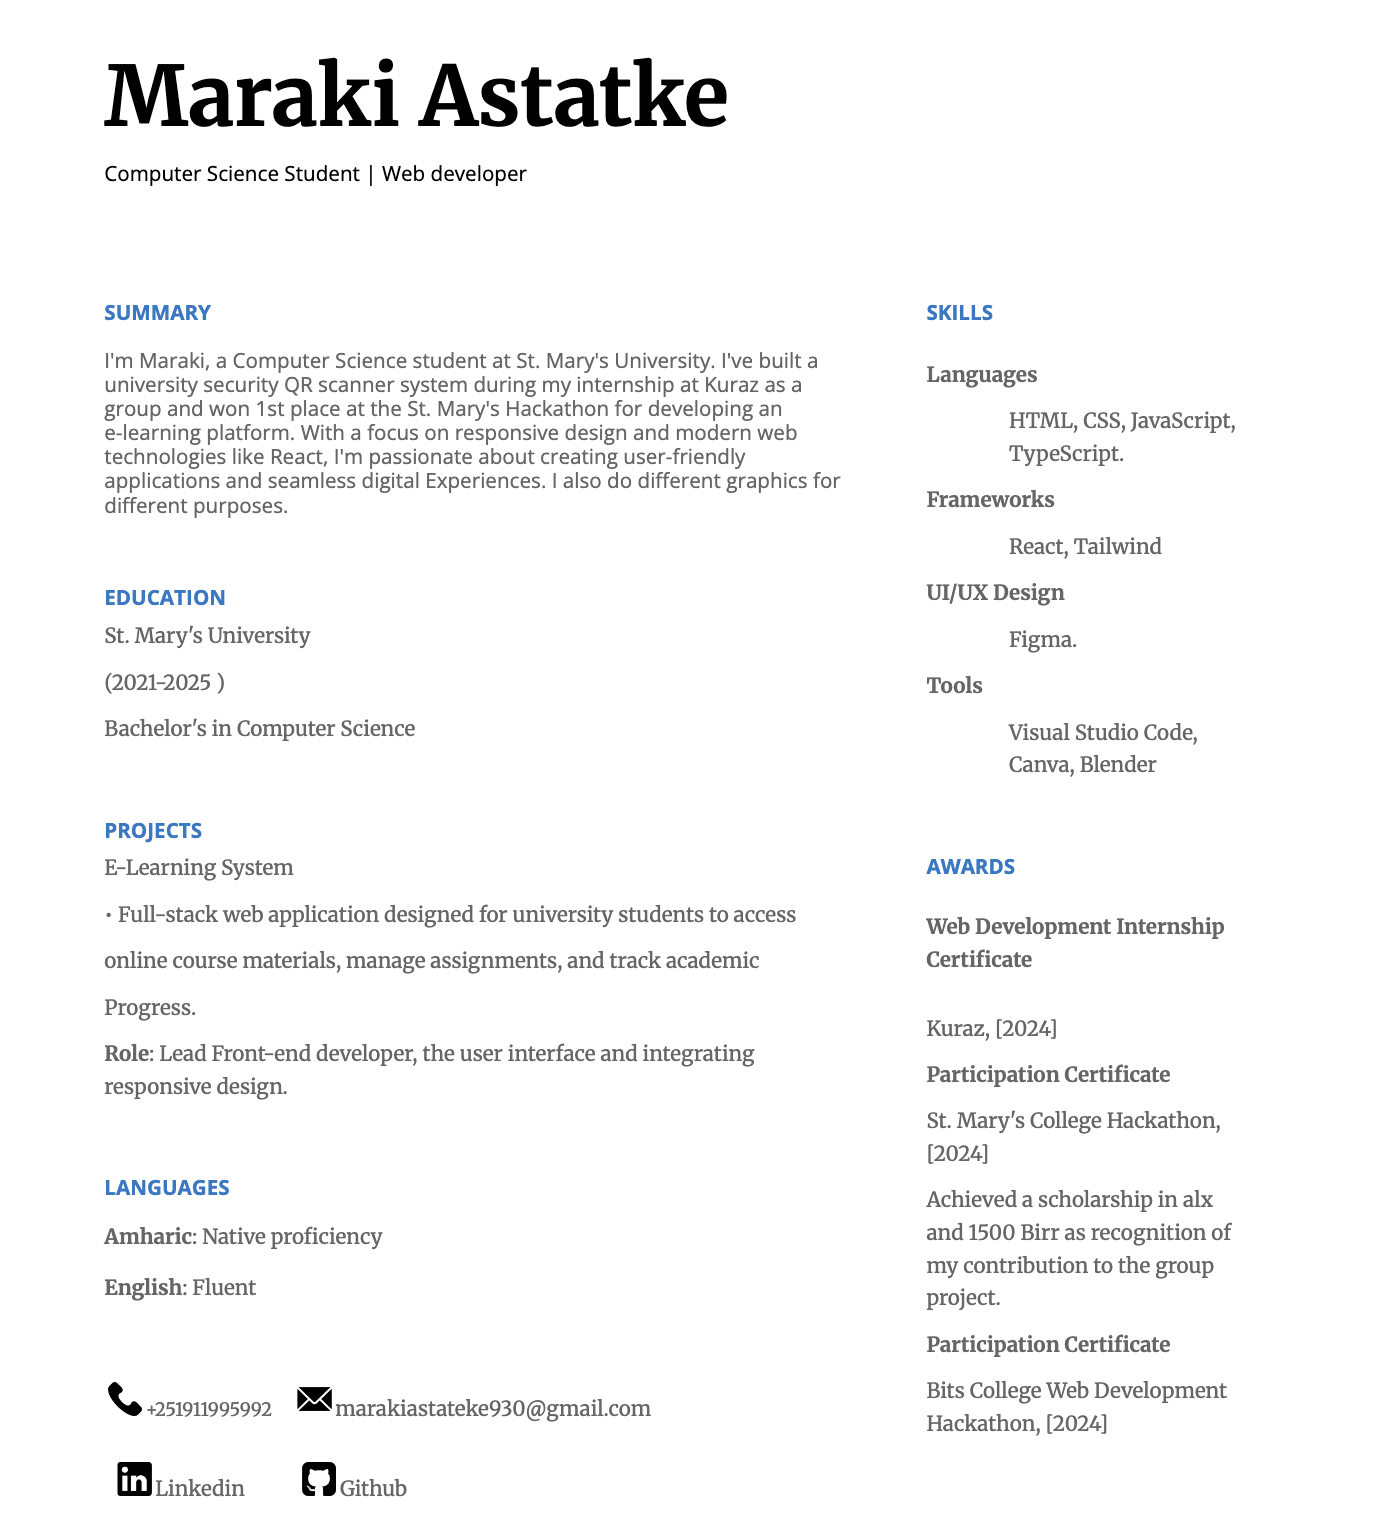 Maraki Astatke
Computer Science Student | Web developer
SUMMARY
I'm Maraki, a Computer Science student at St. Mary's University. I've built a
university security QR scanner system during my internship at Kuraz as a
group and won 1st place at the St. Mary's Hackathon for developing an
e-learning platform. With a focus on responsive design and modern web
technologies like React, I'm passionate about creating user-friendly
applications and seamless digital Experiences. I also do different graphics for
different purposes.
EDUCATION
St. Mary's University
(2021-2025 )
Bachelor's in Computer Science
PROJECTS
E-Learning System
• Full-stack web application designed for university students to access
online course materials, manage assignments, and track academic
Progress.
Role: Lead Front-end developer, the user interface and integrating
responsive design.
LANGUAGES
Amharic: Native proficiency
English: Fluent
+251911995992 marakiastateke930@gmail.com
Linkedin Github
SKILLS
Languages
HTML, CSS, JavaScript,
TypeScript.
Frameworks
React, Tailwind
UI/UX Design
Figma.
Tools
Visual Studio Code,
Canva, Blender
AWARDS
Web Development Internship
Certificate
Kuraz, [2024]
Participation Certificate
St. Mary's College Hackathon,
[2024]
Achieved a scholarship in alx
and 1500 Birr as recognition of
my contribution to the group
project.
Participation Certificate
Bits College Web Development
Hackathon, [2024]